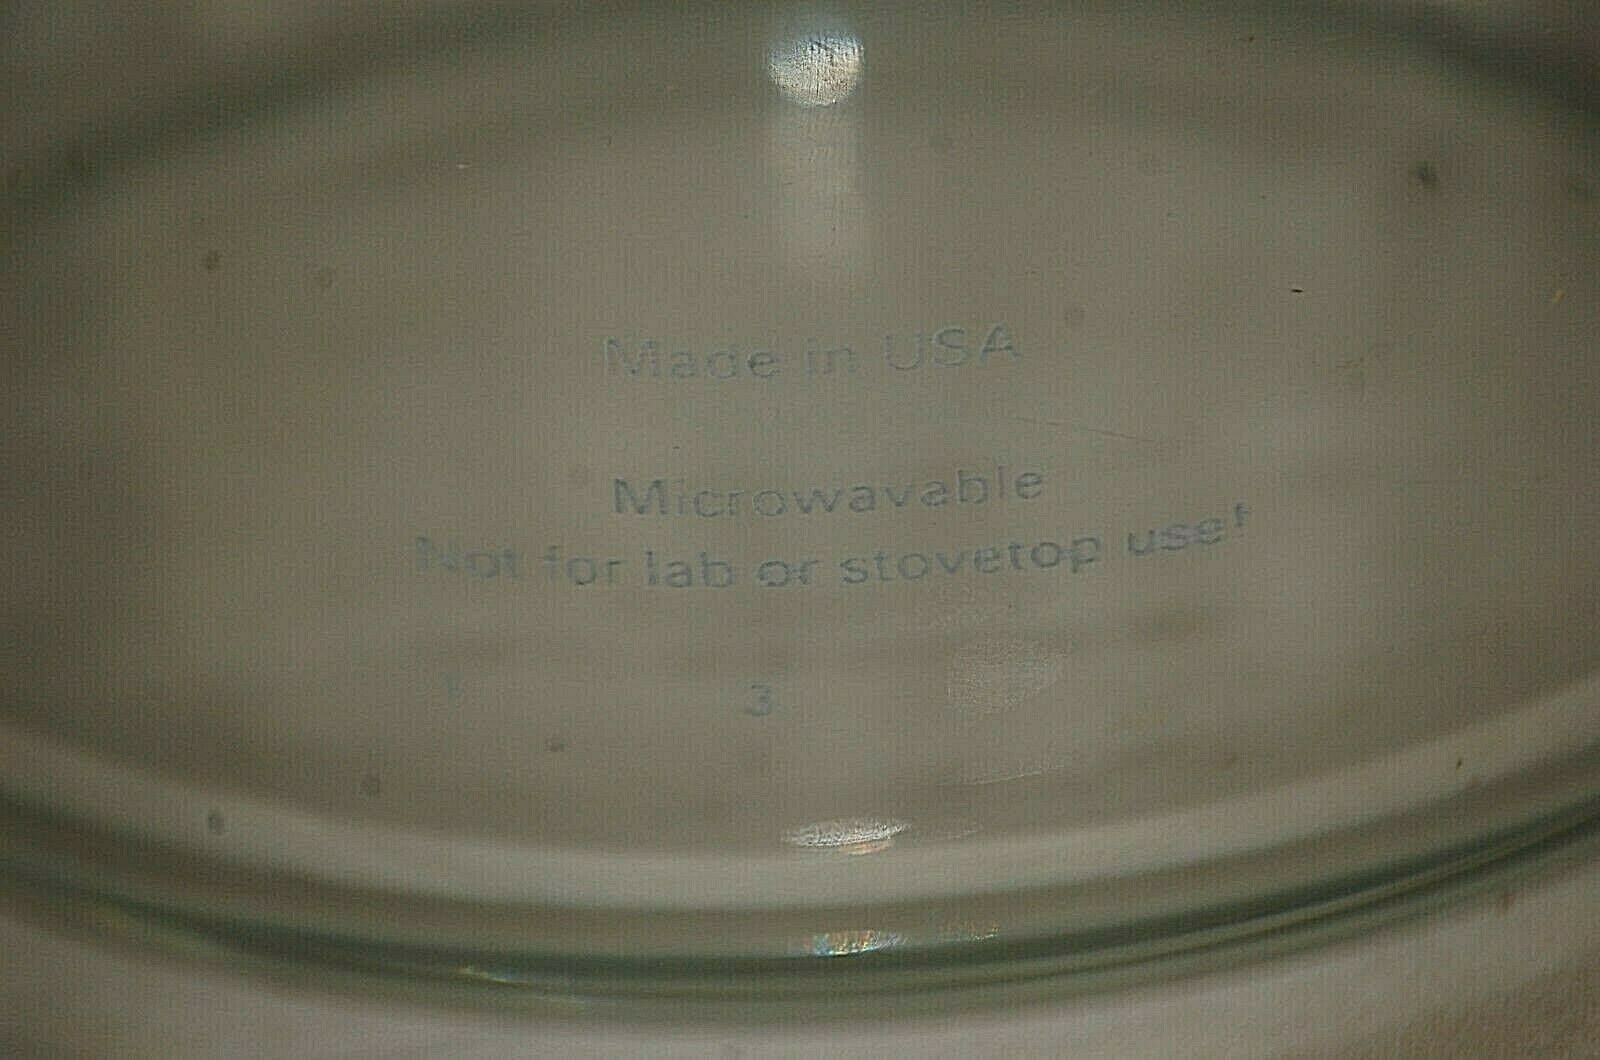 Made in USA
Microwavable
Not for lab or stovetop use!
3